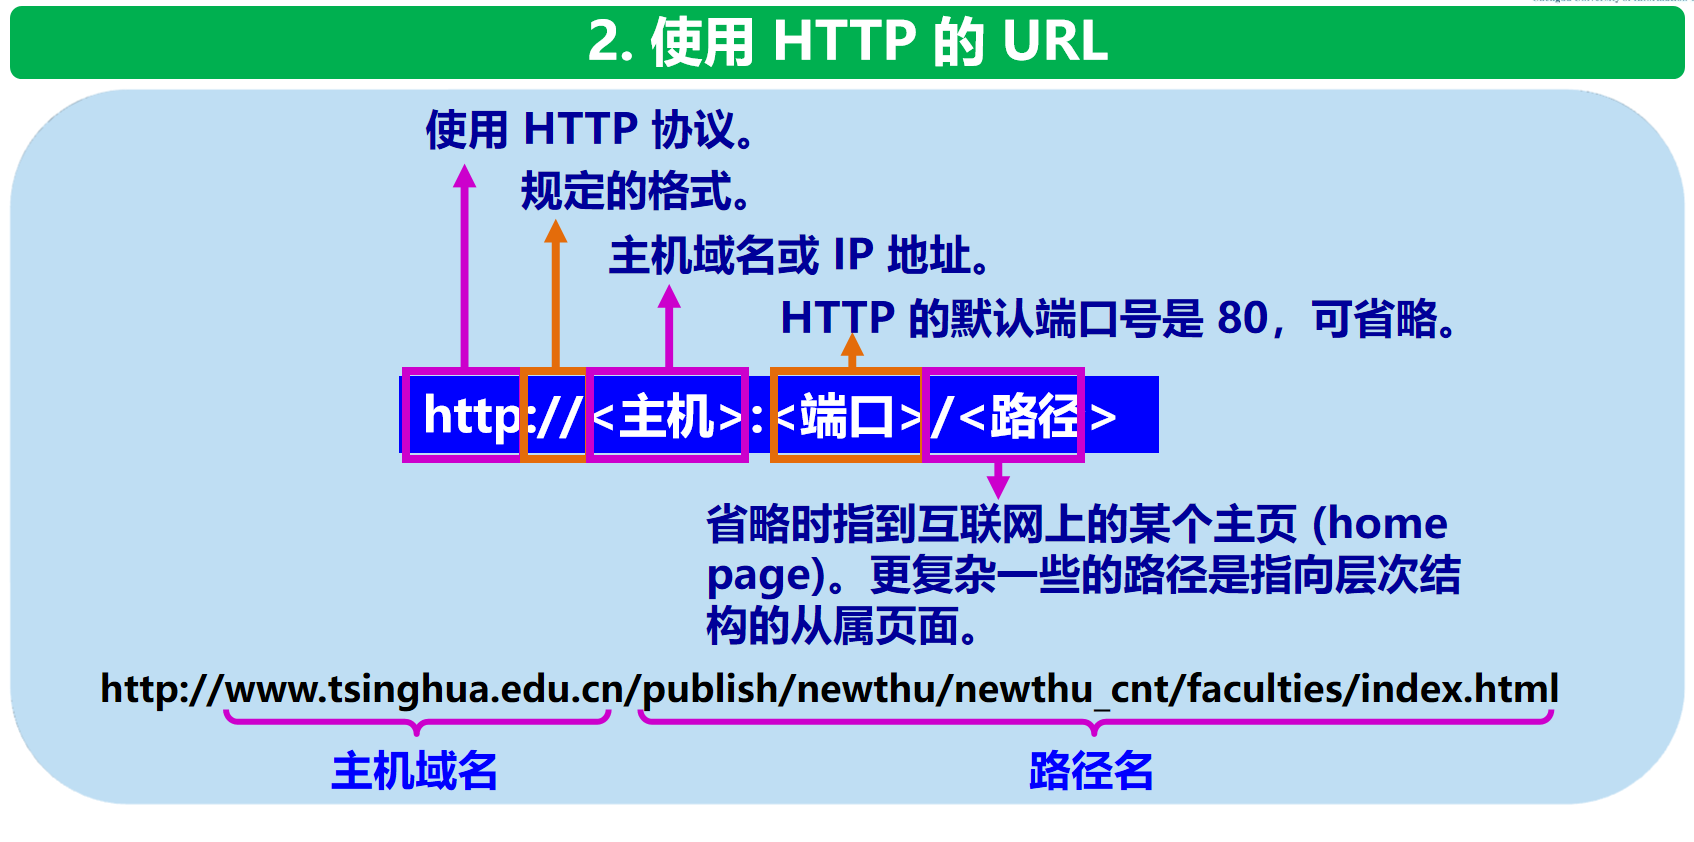 2. 使用 HTTP 的 URL
使用 HTTP 协议。
规定的格式。
主机域名或 IP 地址。
HTTP 的默认端口号是 80，可省略。
http://<主机>:<端口>/<路径>
省略时指到互联网上的某个主页 (home
page)。更复杂一些的路径是指向层次结
构的从属页面。
http://www.tsinghua.edu.cn/publish/newthu/newthu_cnt/faculties/index.html
主机域名
路径名